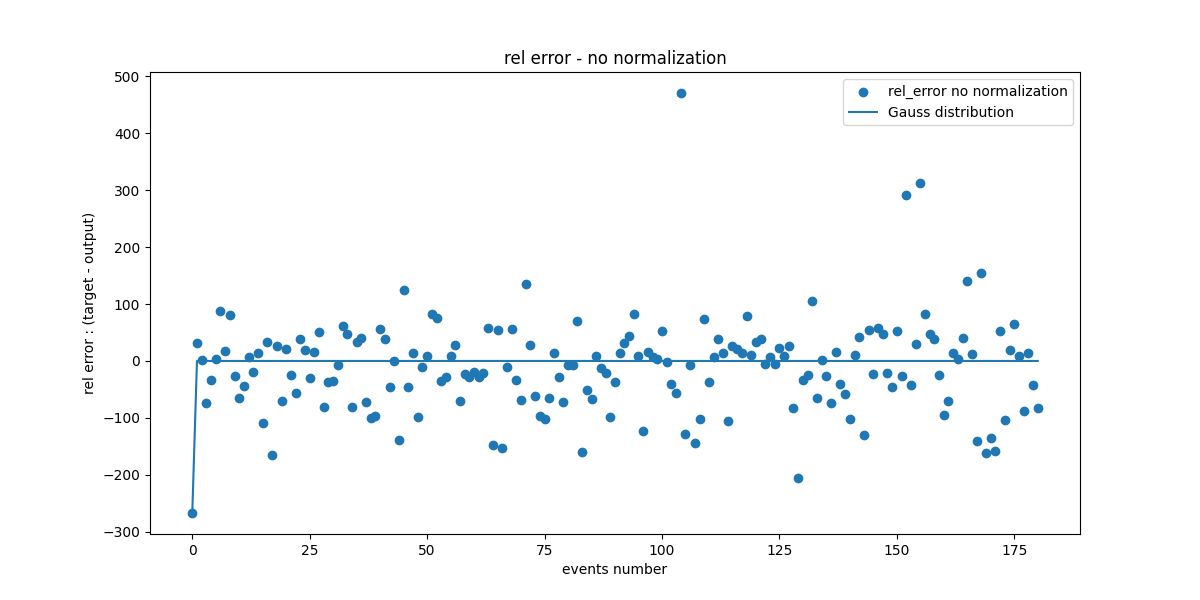 rel error - no normalization
rel_error no normalization
Gauss distribution
rel error : (target - output)
500
400
300
200
100
0
−100
−200
−300
0 25 50 75 100 125 150 175
events number